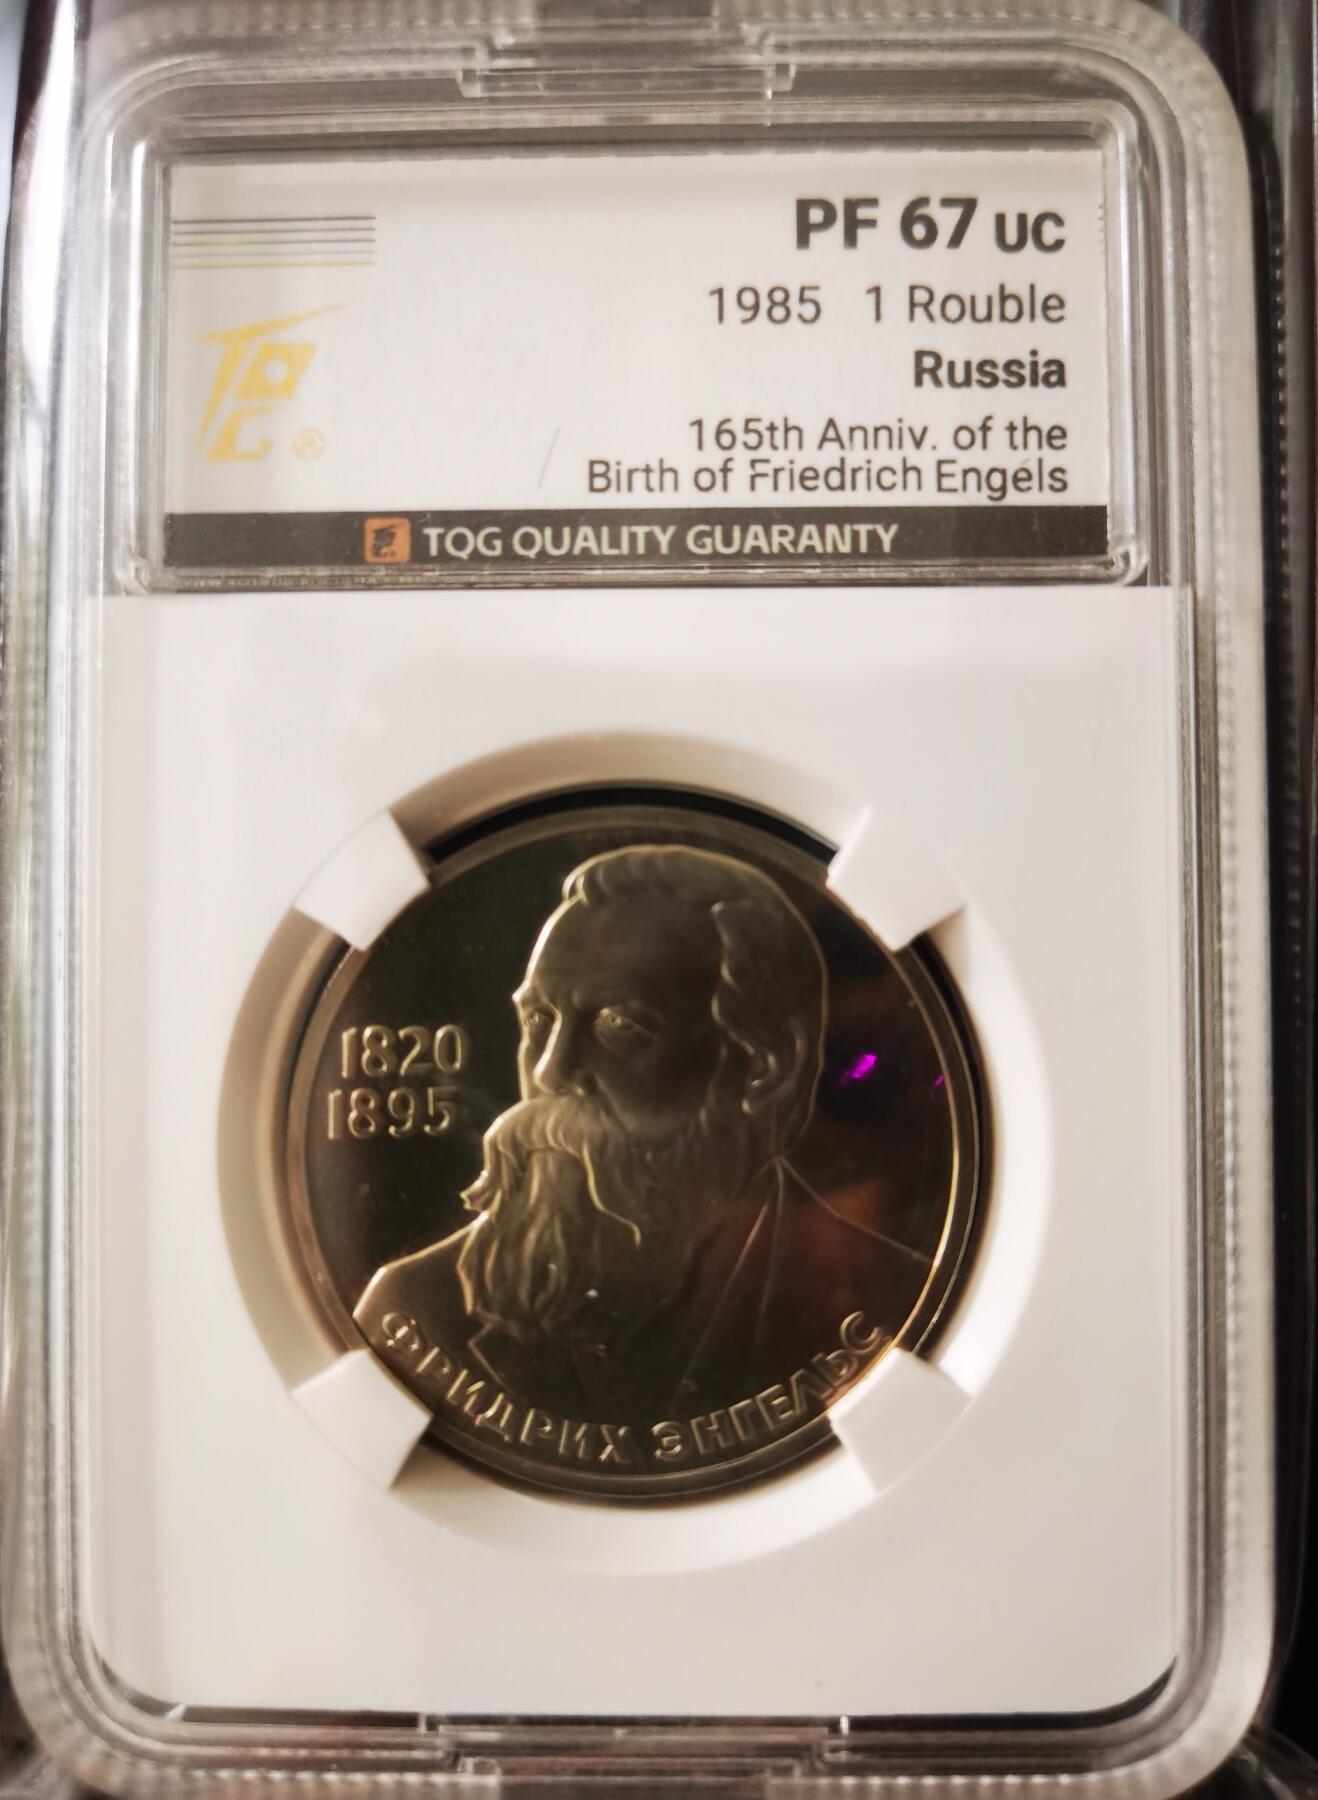 PF 67 UC
1985 1 Rouble
Russia
165th Anniv. of the
Birth of Friedrich Engels
TQG ®
TQG QUALITY GUARANTY
1820
1895
ФРИДРИХ ЭНГЕЛЬС